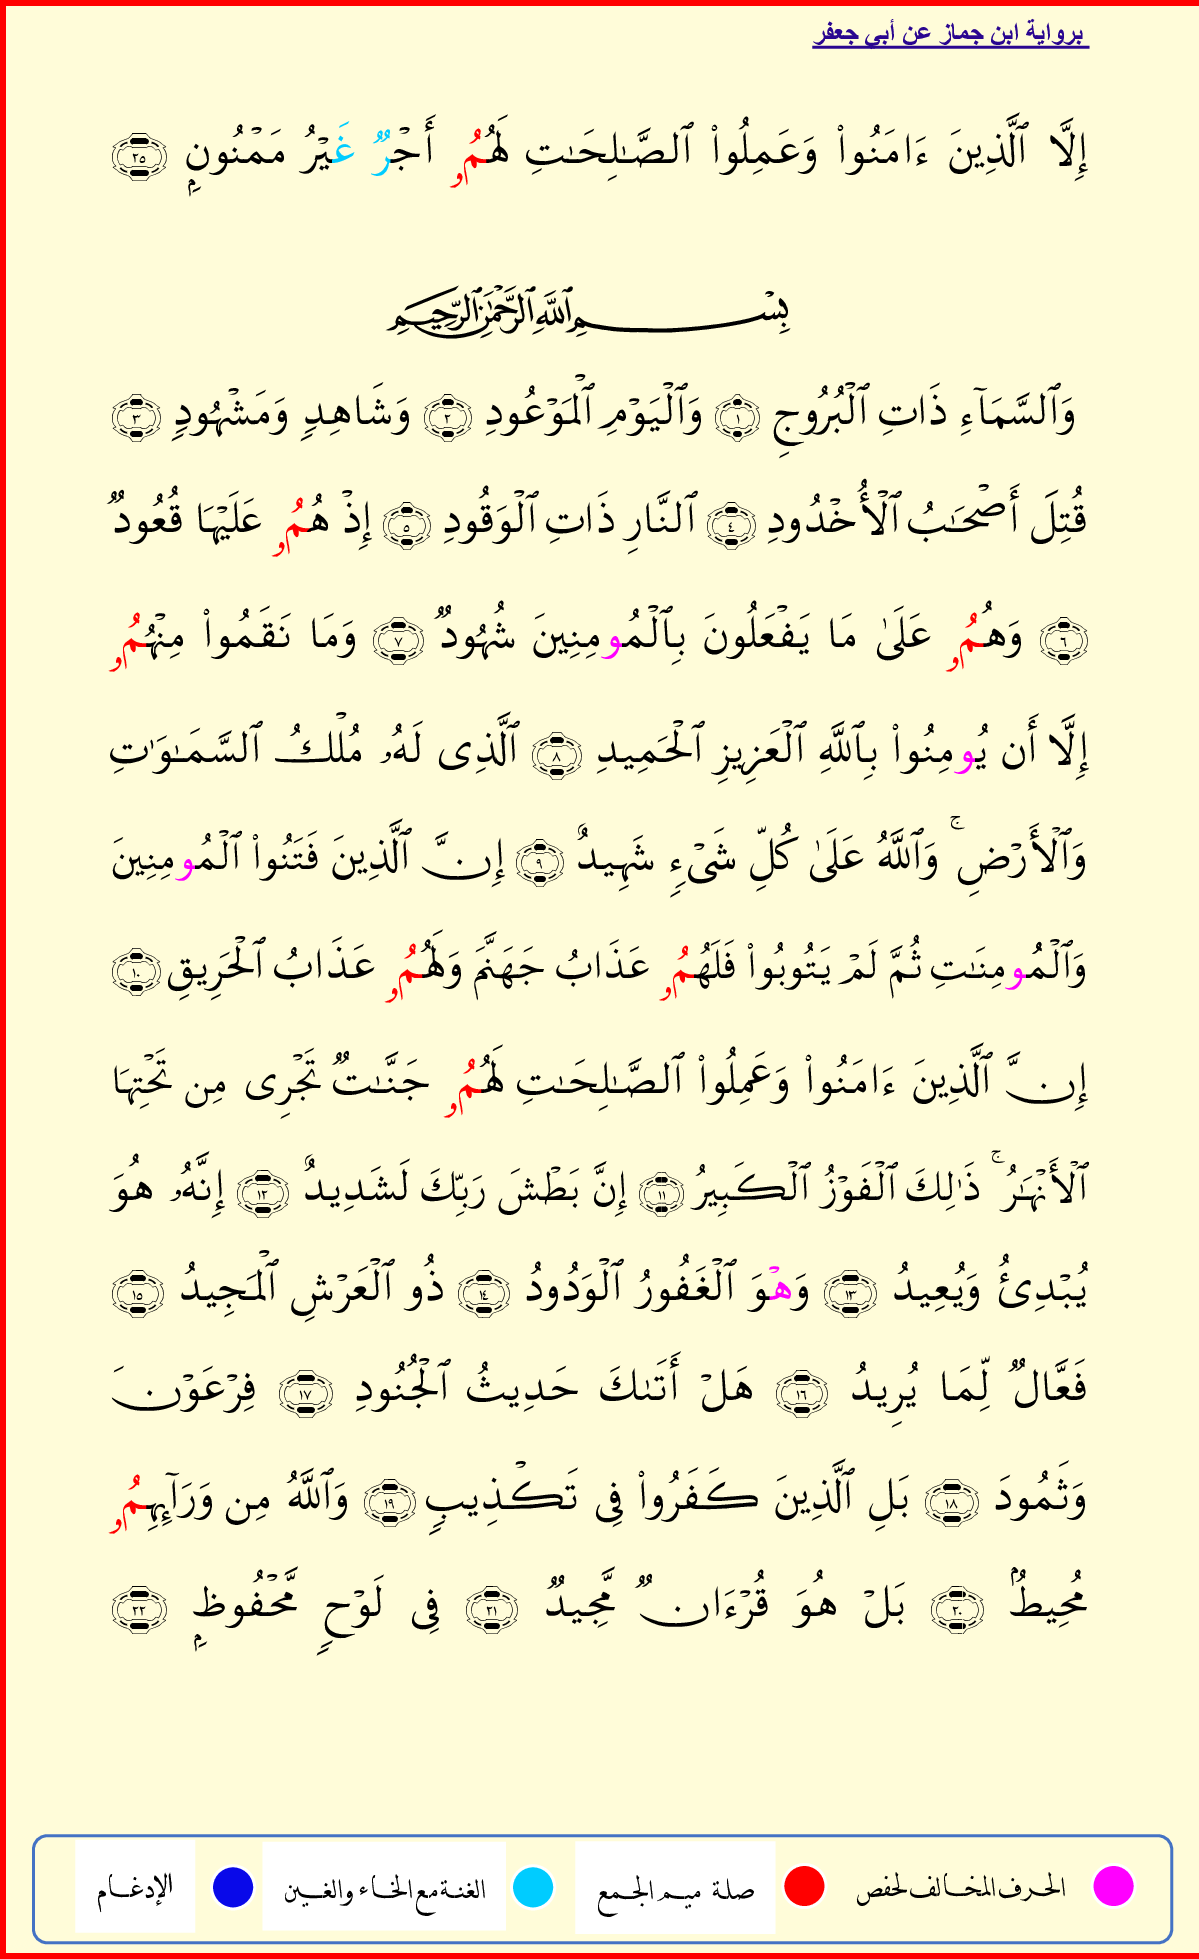 برواية ابن جماز عن أبي جعفر
إِلَّا ٱلَّذِينَ ءَامَنُوا۟ وَعَمِلُوا۟ ٱلصَّـٰلِحَـٰتِ لَهُمُۥ أَجۡرٌ غَيۡرُ مَمۡنُونِۭ ٢٥
بِسۡمِ ٱللَّهِ ٱلرَّحۡمَـٰنِ ٱلرَّحِيمِ
وَٱلسَّمَآءِ ذَاتِ ٱلۡبُرُوجِ ١ وَٱلۡيَوۡمِ ٱلۡمَوۡعُودِ ٢ وَشَاهِدٍ وَمَشۡهُودٍ ٣
قُتِلَ أَصۡحَـٰبُ ٱلۡأُخۡدُودِ ٤ ٱلنَّارِ ذَاتِ ٱلۡوَقُودِ ٥ إِذۡ هُمُۥ عَلَيۡهَا قُعُودٌ
٦ وَهُمُۥ عَلَىٰ مَا يَفۡعَلُونَ بِٱلۡمُومِنِينَ شُهُودٌ ٧ وَمَا نَقَمُوا۟ مِنۡهُمُۥ
إِلَّا أَن يُومِنُوا۟ بِٱللَّهِ ٱلۡعَزِيزِ ٱلۡحَمِيدِ ٨ ٱلَّذِى لَهُۥ مُلۡكُ ٱلسَّمَـٰوَٰتِ
وَٱلۡأَرۡضِۚ وَٱللَّهُ عَلَىٰ كُلِّ شَىۡءٍ شَهِيدٌ ٩ إِنَّ ٱلَّذِينَ فَتَنُوا۟ ٱلۡمُومِنِينَ
وَٱلۡمُومِنَـٰتِ ثُمَّ لَمۡ يَتُوبُوا۟ فَلَهُمُۥ عَذَابُ جَهَنَّمَ وَلَهُمُۥ عَذَابُ ٱلۡحَرِيقِ ١٠
إِنَّ ٱلَّذِينَ ءَامَنُوا۟ وَعَمِلُوا۟ ٱلصَّـٰلِحَـٰتِ لَهُمُۥ جَنَّـٰتٌ تَجۡرِى مِن تَحۡتِهَا
ٱلۡأَنۡهَـٰرُۚ ذَٰلِكَ ٱلۡفَوۡزُ ٱلۡكَبِيرُ ١١ إِنَّ بَطۡشَ رَبِّكَ لَشَدِيدٌ ١٢ إِنَّهُۥ هُوَ
يُبۡدِئُ وَيُعِيدُ ١٣ وَهۡوَ ٱلۡغَفُورُ ٱلۡوَدُودُ ١٤ ذُو ٱلۡعَرۡشِ ٱلۡمَجِيدُ ١٥
فَعَّالٌ لِّمَا يُرِيدُ ١٦ هَلۡ أَتَىٰكَ حَدِيثُ ٱلۡجُنُودِ ١٧ فِرۡعَوۡنَ
وَثَمُودَ ١٨ بَلِ ٱلَّذِينَ كَفَرُوا۟ فِى تَكۡذِيبٍ ١٩ وَٱللَّهُ مِن وَرَآئِهِمُۥ
مُحِيطُۢ ٢٠ بَلۡ هُوَ قُرۡءَانٌ مَّجِيدٌ ٢١ فِى لَوۡحٍ مَّحۡفُوظِۭ ٢٢
الحرف المخالف لحفص
صلة ميم الجمع
الغنة مع الخاء والغين
الإدغام